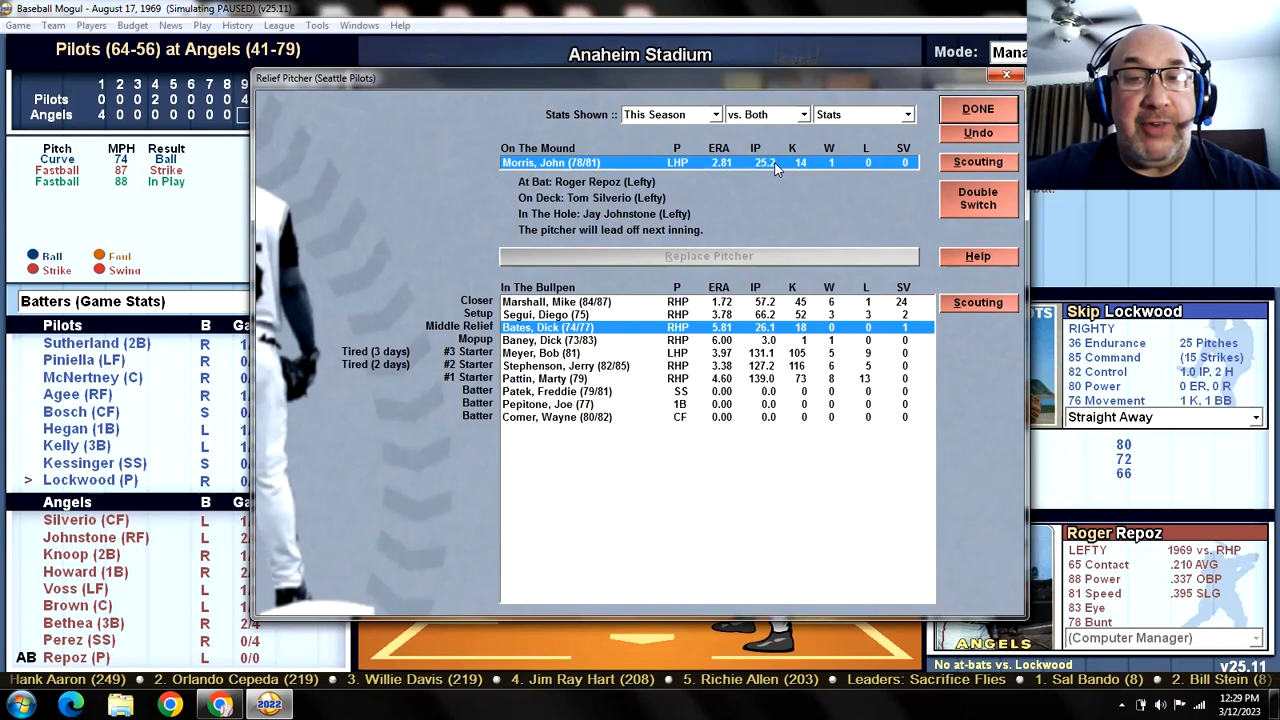 Baseball Mogul - August 17, 1969 (Simulating PAUSED) (v25.11)
Game Team Players Budget News Play History League Tools Windows Help
Pilots (64-56) at Angels (41-79)
Anaheim Stadium
Mode: Mana
1 2 3 4 5 6 7 8 9
Pilots 0 0 0 2 0 0 0 0 4
Angels 4 0 0 0 0 0 0 0
Pitch MPH Result
Curve 74 Ball
Fastball 87 Strike
Fastball 88 In Play
Ball Foul
Strike Swing
Batters (Game Stats)
Pilots B Ga
Sutherland (2B) R 1/
Piniella (LF) R
McNertney (C) R
Agee (RF) R
Bosch (CF) S
Hegan (1B) L
Kelly (3B) R
Kessinger (SS) S
> Lockwood (P) R
Angels B Ga
Silverio (CF) L
Johnstone (RF) L
Knoop (2B) R
Howard (1B) R
Voss (LF) L
Brown (C) L
Bethea (3B) R 2/4
Perez (SS) R 0/4
AB Repoz (P) L 0/0
Relief Pitcher (Seattle Pilots)
Stats Shown :: This Season vs. Both Stats
DONE
Undo
Scouting
Double Switch
Help
Scouting
On The Mound P ERA IP K W L SV
Morris, John (78/81) LHP 2.81 25.2 14 1 0 0
At Bat: Roger Repoz (Lefty)
On Deck: Tom Silverio (Lefty)
In The Hole: Jay Johnstone (Lefty)
The pitcher will lead off next inning.
Replace Pitcher
In The Bullpen P ERA IP K W L SV
Closer Marshall, Mike (84/87) RHP 1.72 57.2 45 6 1 24
Setup Segui, Diego (75) RHP 3.78 66.2 52 3 3 2
Middle Relief Bates, Dick (74/77) RHP 5.81 26.1 18 0 0 1
Mopup Baney, Dick (73/83) RHP 6.00 3.0 1 1 0 0
Tired (3 days) #3 Starter Meyer, Bob (81) LHP 3.97 131.1 105 5 9 0
Tired (2 days) #2 Starter Stephenson, Jerry (82/85) RHP 3.38 127.2 116 6 5 0
#1 Starter Pattin, Marty (79) RHP 4.60 139.0 73 8 13 0
Batter Patek, Freddie (79/81) SS 0.00 0.0 0 0 0 0
Batter Pepitone, Joe (77) 1B 0.00 0.0 0 0 0 0
Batter Comer, Wayne (80/82) CF 0.00 0.0 0 0 0 0
Skip Lockwood
RIGHTY
36 Endurance 25 Pitches
85 Command (15 Strikes)
82 Control 1.0 IP, 2 H
80 Power 0 ER, 0 R
76 Movement 1 K, 1 BB
Straight Away
80
72
66
Roger Repoz
LEFTY 1969 vs. RHP
65 Contact .210 AVG
88 Power .337 OBP
81 Speed .395 SLG
83 Eye
78 Bunt
(Computer Manager)
ANGELS
No at-bats vs. Lockwood
v25.11
Hank Aaron (249) 2. Orlando Cepeda (219) 3. Willie Davis (219) 4. Jim Ray Hart (208) 5. Richie Allen (203) Leaders: Sacrifice Flies 1. Sal Bando (8) 2. Bill Stein (8)
2022
12:29 PM
3/12/2023